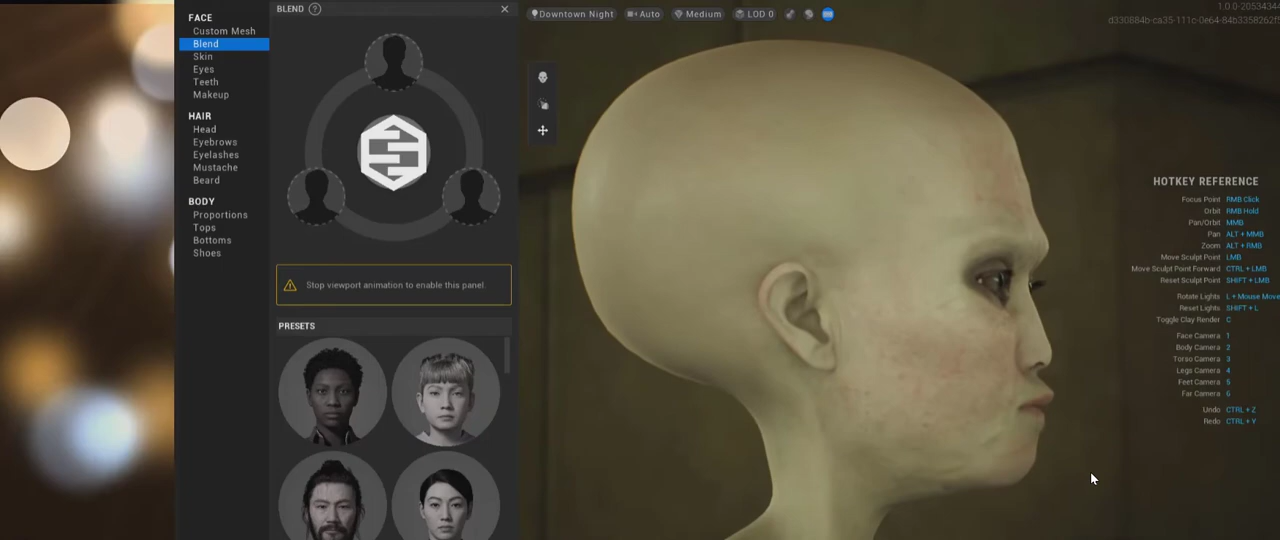 FACE
Custom Mesh
Blend
Skin
Eyes
Teeth
Makeup
HAIR
Head
Eyebrows
Eyelashes
Mustache
Beard
BODY
Proportions
Tops
Bottoms
Shoes
BLEND ?
Stop viewport animation to enable this panel.
PRESETS
Downtown Night Auto Medium LOD 0
1.0.0-20534344
HOTKEY REFERENCE
Focus Point RMB Click
Orbit RMB Hold
Pan/Orbit MMB
Pan ALT + MMB
Zoom ALT + RMB
Move Sculpt Point LMB
Move Sculpt Point Forward CTRL + LMB
Reset Sculpt Point SHIFT + LMB
Rotate Lights L + Mouse Move
Reset Lights SHIFT + L
Toggle Clay Render C
Face Camera 1
Body Camera 2
Torso Camera 3
Legs Camera 4
Feet Camera 5
Far Camera 6
Undo CTRL + Z
Redo CTRL + Y